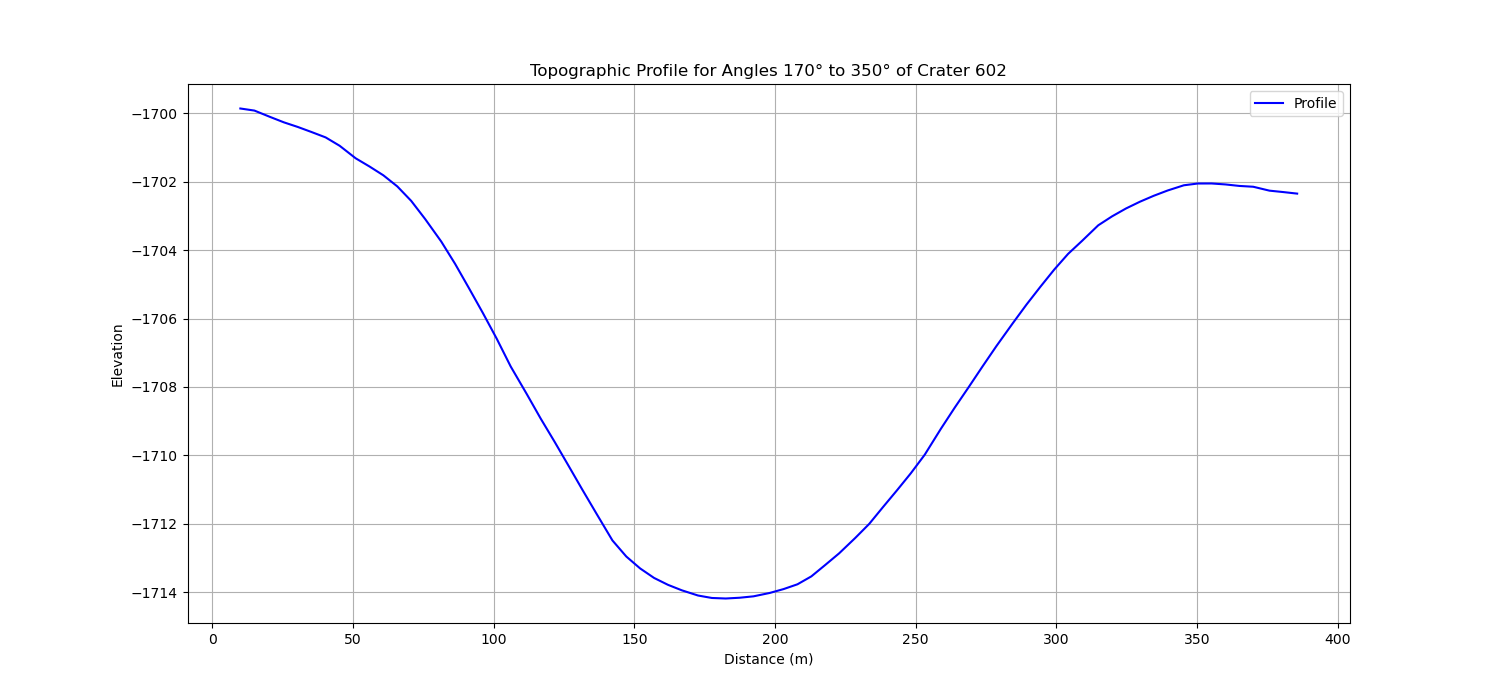 Topographic Profile for Angles 170° to 350° of Crater 602
Profile
−1700
−1702
−1704
−1706
−1708
−1710
−1712
−1714
Elevation
0 50 100 150 200 250 300 350 400
Distance (m)